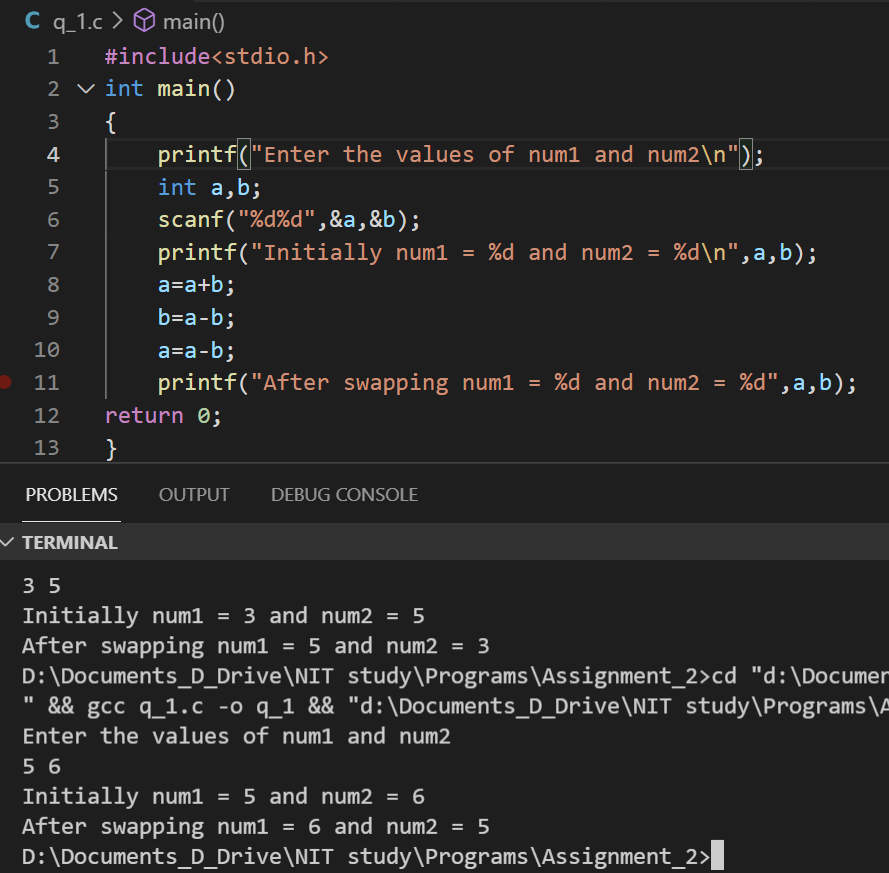 C q_1.c > main()
1 #include<stdio.h>
2 int main()
3 {
4 printf("Enter the values of num1 and num2\n");
5 int a,b;
6 scanf("%d%d",&a,&b);
7 printf("Initially num1 = %d and num2 = %d\n",a,b);
8 a=a+b;
9 b=a-b;
10 a=a-b;
11 printf("After swapping num1 = %d and num2 = %d",a,b);
12 return 0;
13 }
PROBLEMS OUTPUT DEBUG CONSOLE
TERMINAL
3 5
Initially num1 = 3 and num2 = 5
After swapping num1 = 5 and num2 = 3
D:\Documents_D_Drive\NIT study\Programs\Assignment_2>cd "d:\Documen
" && gcc q_1.c -o q_1 && "d:\Documents_D_Drive\NIT study\Programs\A
Enter the values of num1 and num2
5 6
Initially num1 = 5 and num2 = 6
After swapping num1 = 6 and num2 = 5
D:\Documents_D_Drive\NIT study\Programs\Assignment_2>